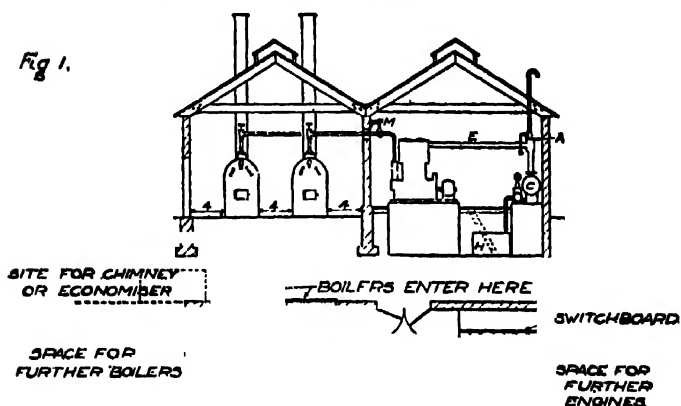 Fig 1.
M
E
A
C
4 4 4
H
SITE FOR CHIMNEY
OR ECONOMISER
BOILERS ENTER HERE
SWITCHBOARD
SPACE FOR
FURTHER BOILERS
SPACE FOR
FURTHER
ENGINES